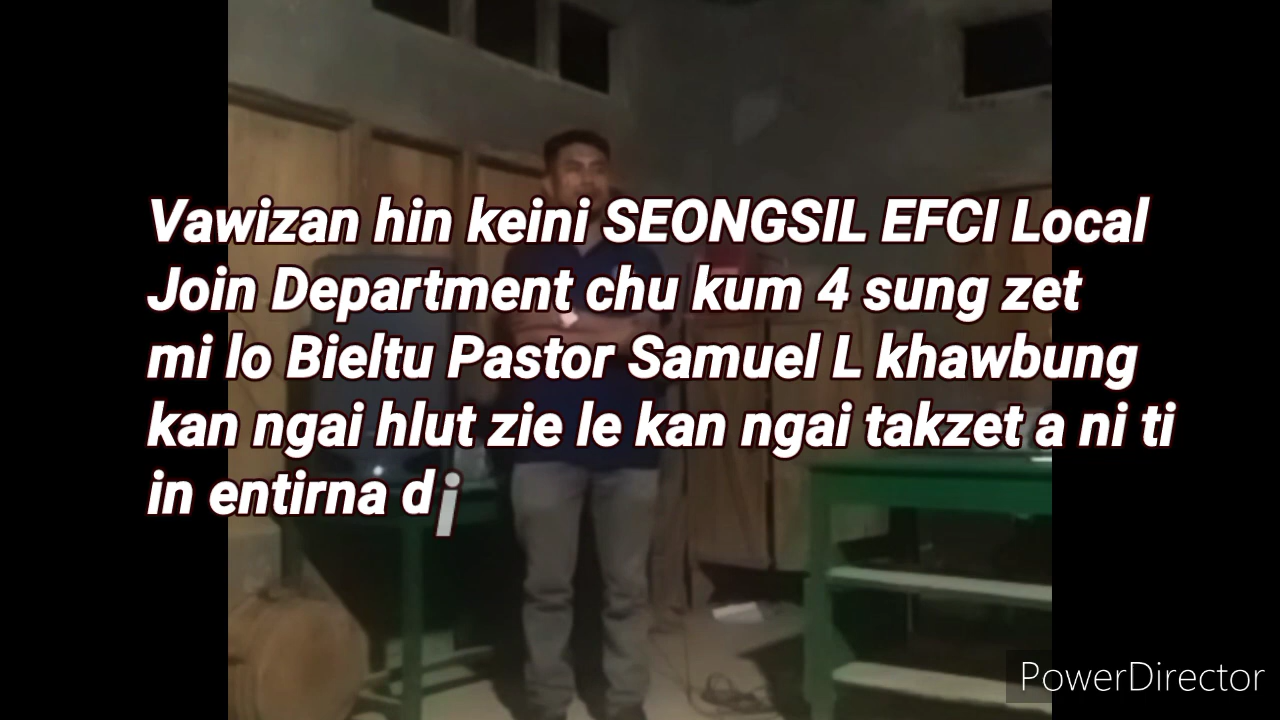 Vawizan hin keini SEONGSIL EFCI Local
Join Department chu kum 4 sung zet
mi lo Bieltu Pastor Samuel L khawbung
kan ngai hlut zie le kan ngai takzet a ni ti
in entirna di
PowerDirector